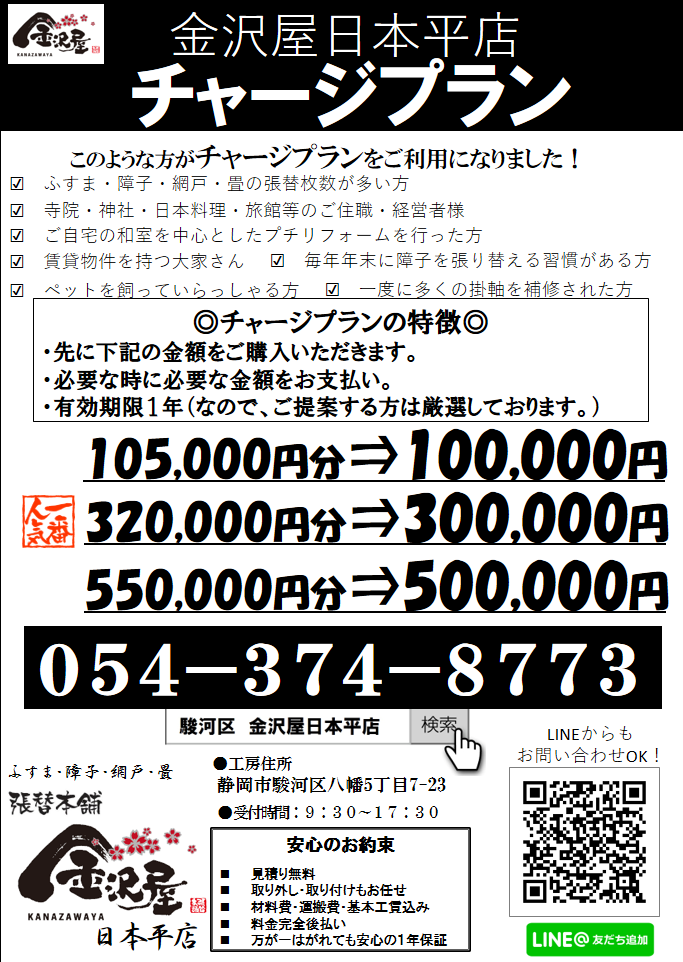 金沢屋
KANAZAWAYA
金沢屋日本平店
チャージプラン
このような方がチャージプランをご利用になりました！
☑ ふすま・障子・網戸・畳の張替枚数が多い方
☑ 寺院・神社・日本料理・旅館等のご住職・経営者様
☑ ご自宅の和室を中心としたプチリフォームを行った方
☑ 賃貸物件を持つ大家さん ☑ 毎年年末に障子を張り替える習慣がある方
☑ ペットを飼っていらっしゃる方 ☑ 一度に多くの掛軸を補修された方
◎チャージプランの特徴◎
・先に下記の金額をご購入いただきます。
・必要な時に必要な金額をお支払い。
・有効期限１年（なので、ご提案する方は厳選しております。）
105,000円分⇒100,000円
一番人気
320,000円分⇒300,000円
550,000円分⇒500,000円
０５４－３７４－８７７３
駿河区 金沢屋日本平店 検索
LINEからも
お問い合わせOK！
●工房住所
静岡市駿河区八幡5丁目7-23
●受付時間：９：３０～１７：３０
ふすま・障子・網戸・畳
張替本舗
金沢屋
KANAZAWAYA
日本平店
安心のお約束
■ 見積り無料
■ 取り外し・取り付けもお任せ
■ 材料費・運搬費・基本工賃込み
■ 料金完全後払い
■ 万が一はがれても安心の１年保証
LINE@ 友だち追加